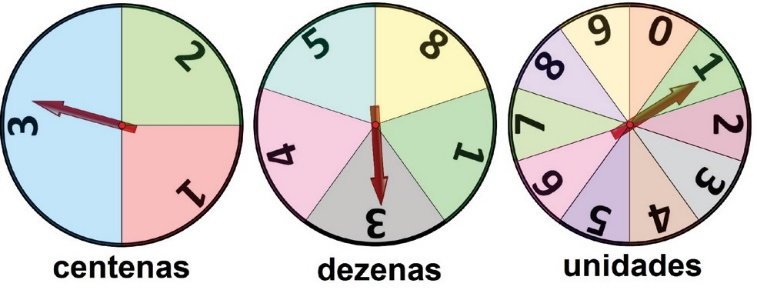 3 2 1
5 8 1 3 4
9 0 1 2 3 4 5 6 7 8
centenas dezenas unidades